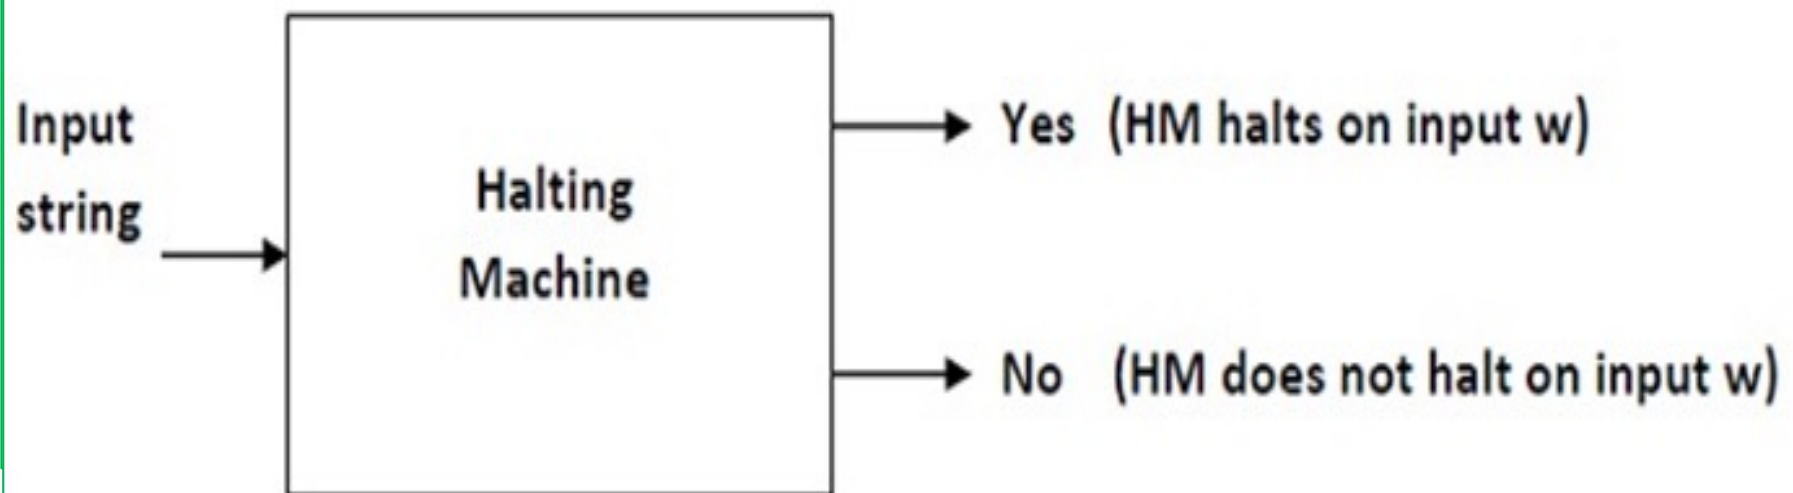 Input
string
Halting
Machine
Yes (HM halts on input w)
No (HM does not halt on input w)